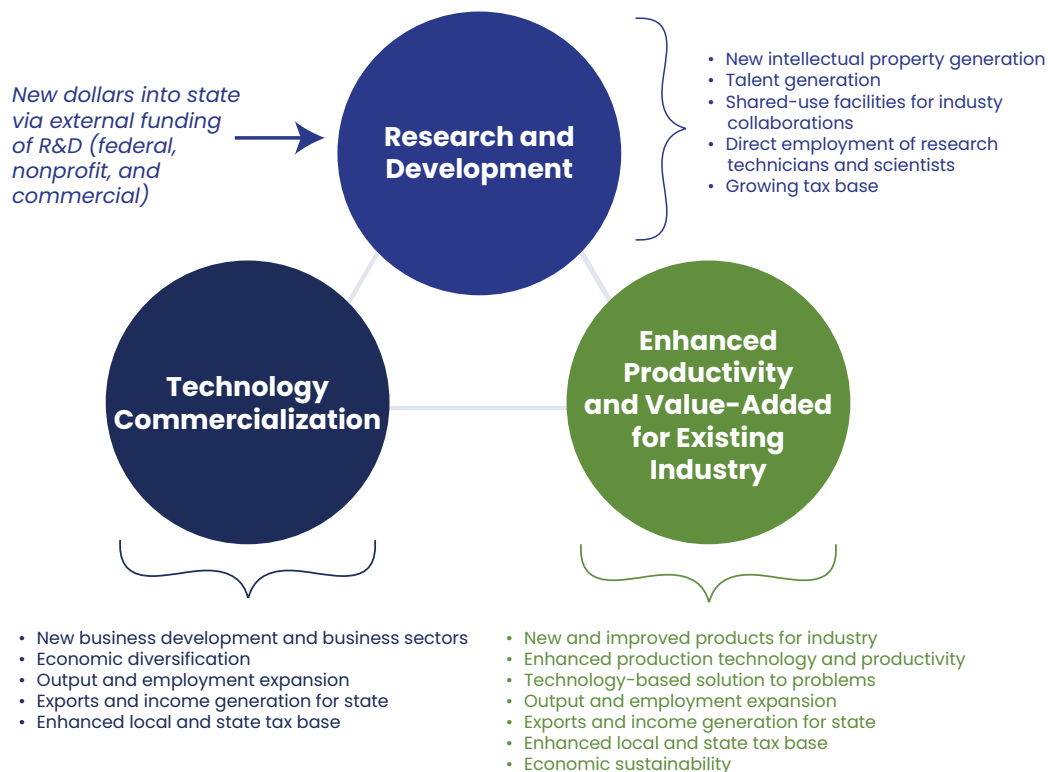 New dollars into state
via external funding
of R&D (federal,
nonprofit, and
commercial)
Research and
Development
• New intellectual property generation
• Talent generation
• Shared-use facilities for industy
collaborations
• Direct employment of research
technicians and scientists
• Growing tax base
Technology
Commercialization
Enhanced
Productivity
and Value-Added
for Existing
Industry
• New business development and business sectors
• Economic diversification
• Output and employment expansion
• Exports and income generation for state
• Enhanced local and state tax base
• New and improved products for industry
• Enhanced production technology and productivity
• Technology-based solution to problems
• Output and employment expansion
• Exports and income generation for state
• Enhanced local and state tax base
• Economic sustainability